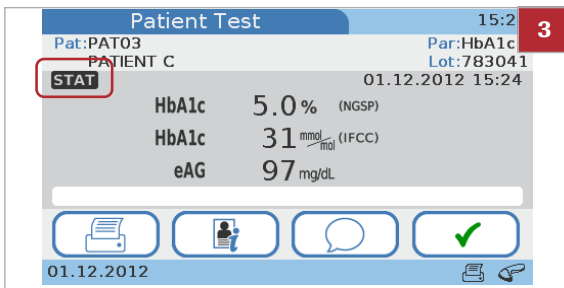 Patient Test 15:2
3
Pat:PAT03 Par:HbA1c
PATIENT C Lot:783041
STAT 01.12.2012 15:24
HbA1c 5.0 % (NGSP)
HbA1c 31 mmol/mol (IFCC)
eAG 97 mg/dL
01.12.2012